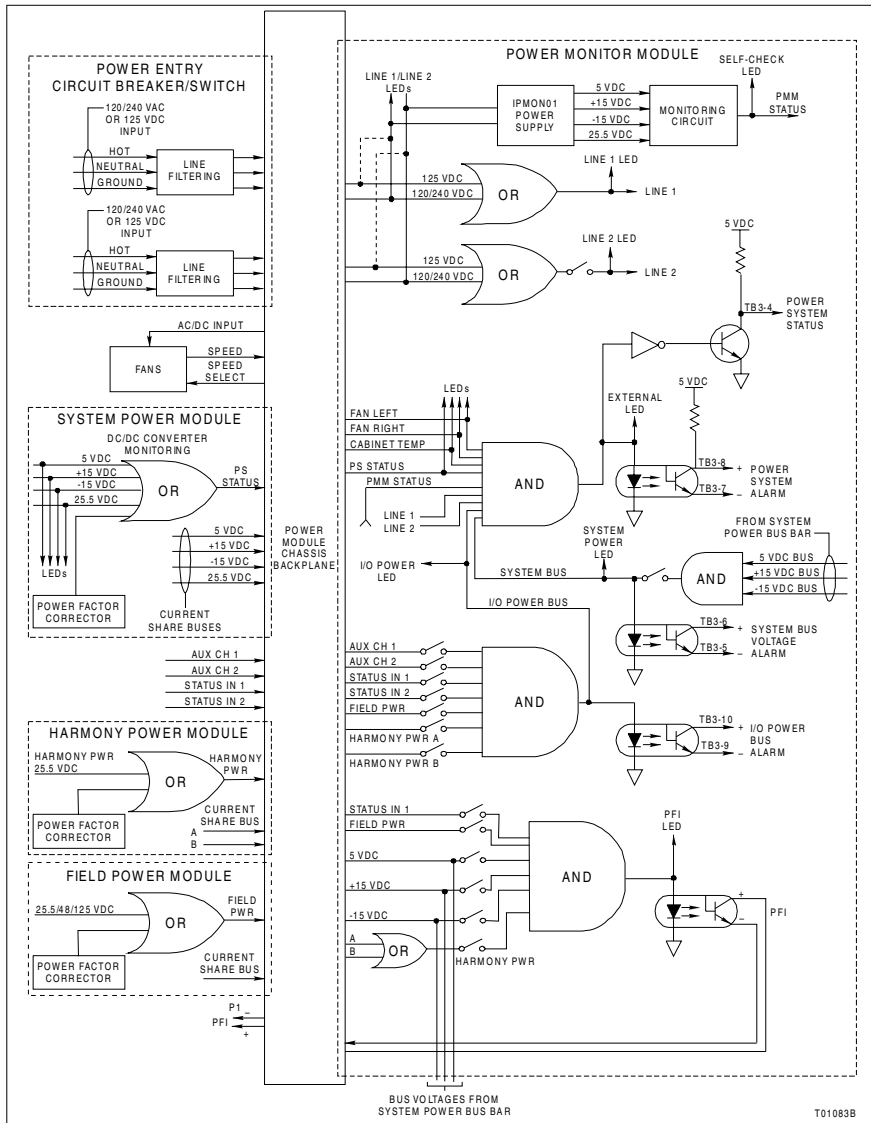 POWER ENTRY
CIRCUIT BREAKER/SWITCH
120/240 VAC
OR 125 VDC
INPUT
HOT
NEUTRAL
GROUND
LINE
FILTERING
120/240 VAC
OR 125 VDC
INPUT
HOT
NEUTRAL
GROUND
LINE
FILTERING
AC/DC INPUT
FANS
SPEED
SPEED
SELECT
SYSTEM POWER MODULE
DC/DC CONVERTER
MONITORING
5 VDC
+15 VDC
-15 VDC
25.5 VDC
OR
PS
STATUS
LEDs
POWER FACTOR
CORRECTOR
5 VDC
+15 VDC
-15 VDC
25.5 VDC
CURRENT
SHARE BUSES
AUX CH 1
AUX CH 2
STATUS IN 1
STATUS IN 2
HARMONY POWER MODULE
HARMONY PWR
25.5 VDC
OR
HARMONY
PWR
POWER FACTOR
CORRECTOR
CURRENT
SHARE BUS
A
B
FIELD POWER MODULE
25.5/48/125 VDC
OR
FIELD
PWR
POWER FACTOR
CORRECTOR
CURRENT
SHARE BUS
P1 –
PFI
+
POWER
MODULE
CHASSIS
BACKPLANE
POWER MONITOR MODULE
LINE 1/LINE 2
LEDs
IPMON01
POWER
SUPPLY
5 VDC
+15 VDC
-15 VDC
25.5 VDC
MONITORING
CIRCUIT
SELF-CHECK
LED
PMM
STATUS
125 VDC
120/240 VDC
OR
LINE 1 LED
LINE 1
125 VDC
120/240 VDC
OR
LINE 2 LED
LINE 2
5 VDC
TB3-4
POWER
SYSTEM
STATUS
LEDs
FAN LEFT
FAN RIGHT
CABINET TEMP
PS STATUS
PMM STATUS
LINE 1
LINE 2
AND
EXTERNAL
LED
5 VDC
TB3-8
TB3-7
+
–
POWER
SYSTEM
ALARM
I/O POWER
LED
SYSTEM BUS
SYSTEM
POWER
LED
AND
FROM SYSTEM
POWER BUS BAR
5 VDC BUS
+15 VDC BUS
-15 VDC BUS
I/O POWER BUS
TB3-6
TB3-5
+
–
SYSTEM BUS
VOLTAGE
ALARM
AUX CH 1
AUX CH 2
STATUS IN 1
STATUS IN 2
FIELD PWR
HARMONY PWR A
HARMONY PWR B
AND
TB3-10
TB3-9
+
–
I/O POWER
BUS
ALARM
STATUS IN 1
FIELD PWR
5 VDC
+15 VDC
-15 VDC
A
B
OR
HARMONY PWR
AND
PFI
LED
+
–
PFI
BUS VOLTAGES FROM
SYSTEM POWER BUS BAR
T01083B